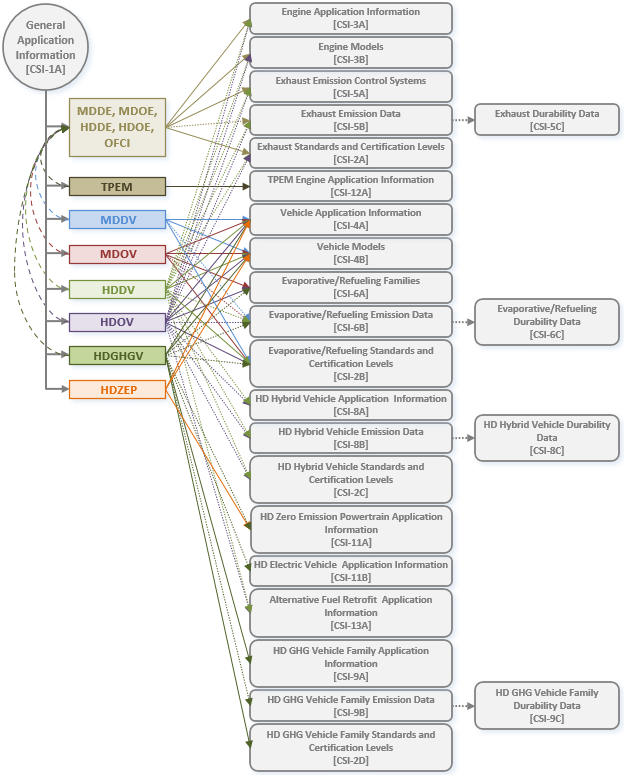 General
Application
Information
[CSI-1A]
MDDE, MDOE,
HDDE, HDOE,
OFCI
TPEM
MDDV
MDOV
HDDV
HDOV
HDGHGV
HDZEP
Engine Application Information
[CSI-3A]
Engine Models
[CSI-3B]
Exhaust Emission Control Systems
[CSI-5A]
Exhaust Emission Data
[CSI-5B]
Exhaust Standards and Certification Levels
[CSI-2A]
TPEM Engine Application Information
[CSI-12A]
Vehicle Application Information
[CSI-4A]
Vehicle Models
[CSI-4B]
Evaporative/Refueling Families
[CSI-6A]
Evaporative/Refueling Emission Data
[CSI-6B]
Evaporative/Refueling Standards and
Certification Levels
[CSI-2B]
HD Hybrid Vehicle Application Information
[CSI-8A]
HD Hybrid Vehicle Emission Data
[CSI-8B]
HD Hybrid Vehicle Standards and
Certification Levels
[CSI-2C]
HD Zero Emission Powertrain Application
Information
[CSI-11A]
HD Electric Vehicle Application Information
[CSI-11B]
Alternative Fuel Retrofit Application
Information
[CSI-13A]
HD GHG Vehicle Family Application
Information
[CSI-9A]
HD GHG Vehicle Family Emission Data
[CSI-9B]
HD GHG Vehicle Family Standards and
Certification Levels
[CSI-2D]
Exhaust Durability Data
[CSI-5C]
Evaporative/Refueling
Durability Data
[CSI-6C]
HD Hybrid Vehicle Durability
Data
[CSI-8C]
HD GHG Vehicle Family
Durability Data
[CSI-9C]